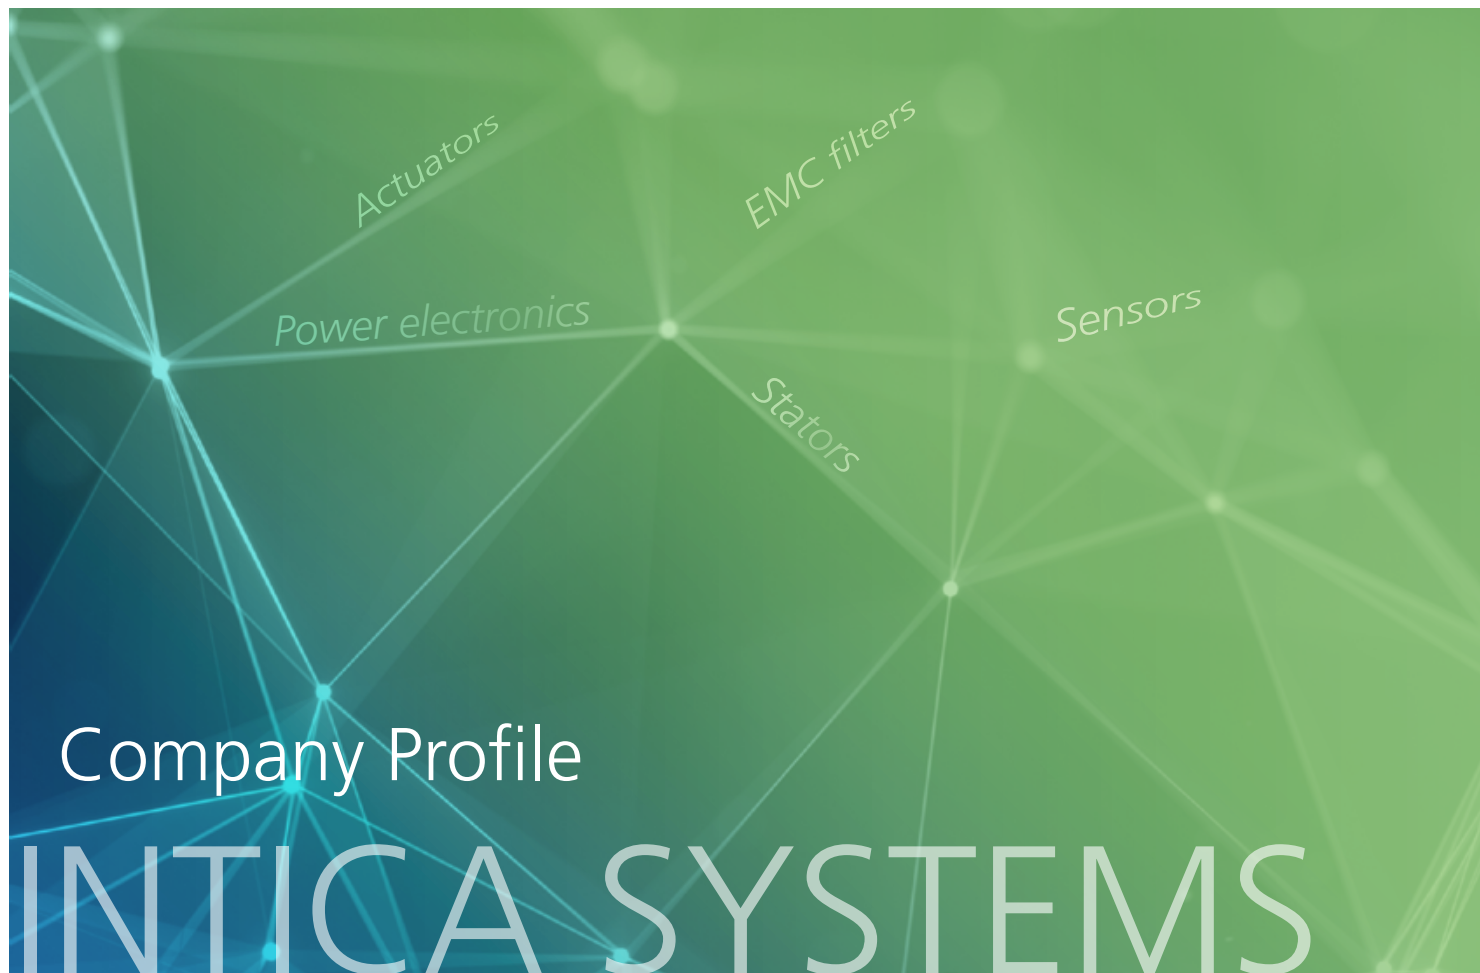 Actuators
EMC filters
Power electronics
Sensors
Stators
Company Profile
INTICA SYSTEMS